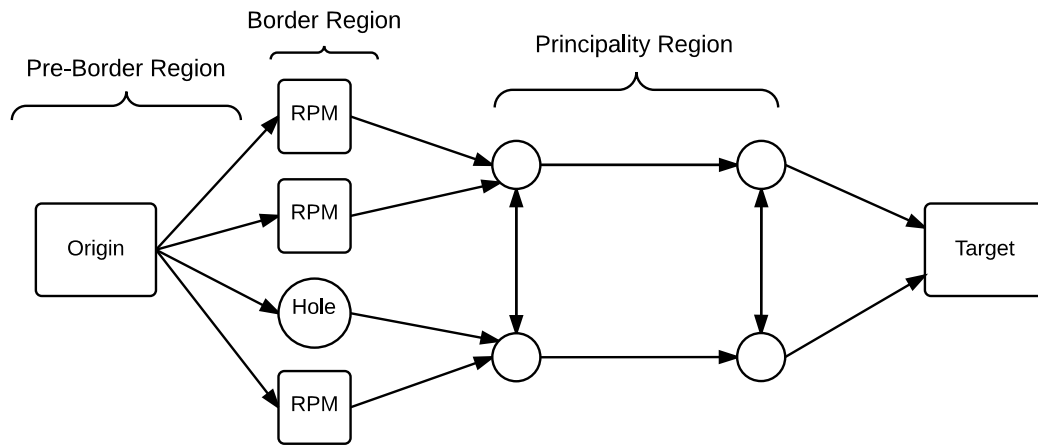 Border Region
Principality Region
Pre-Border Region
RPM
RPM
Origin
Target
Hole
RPM